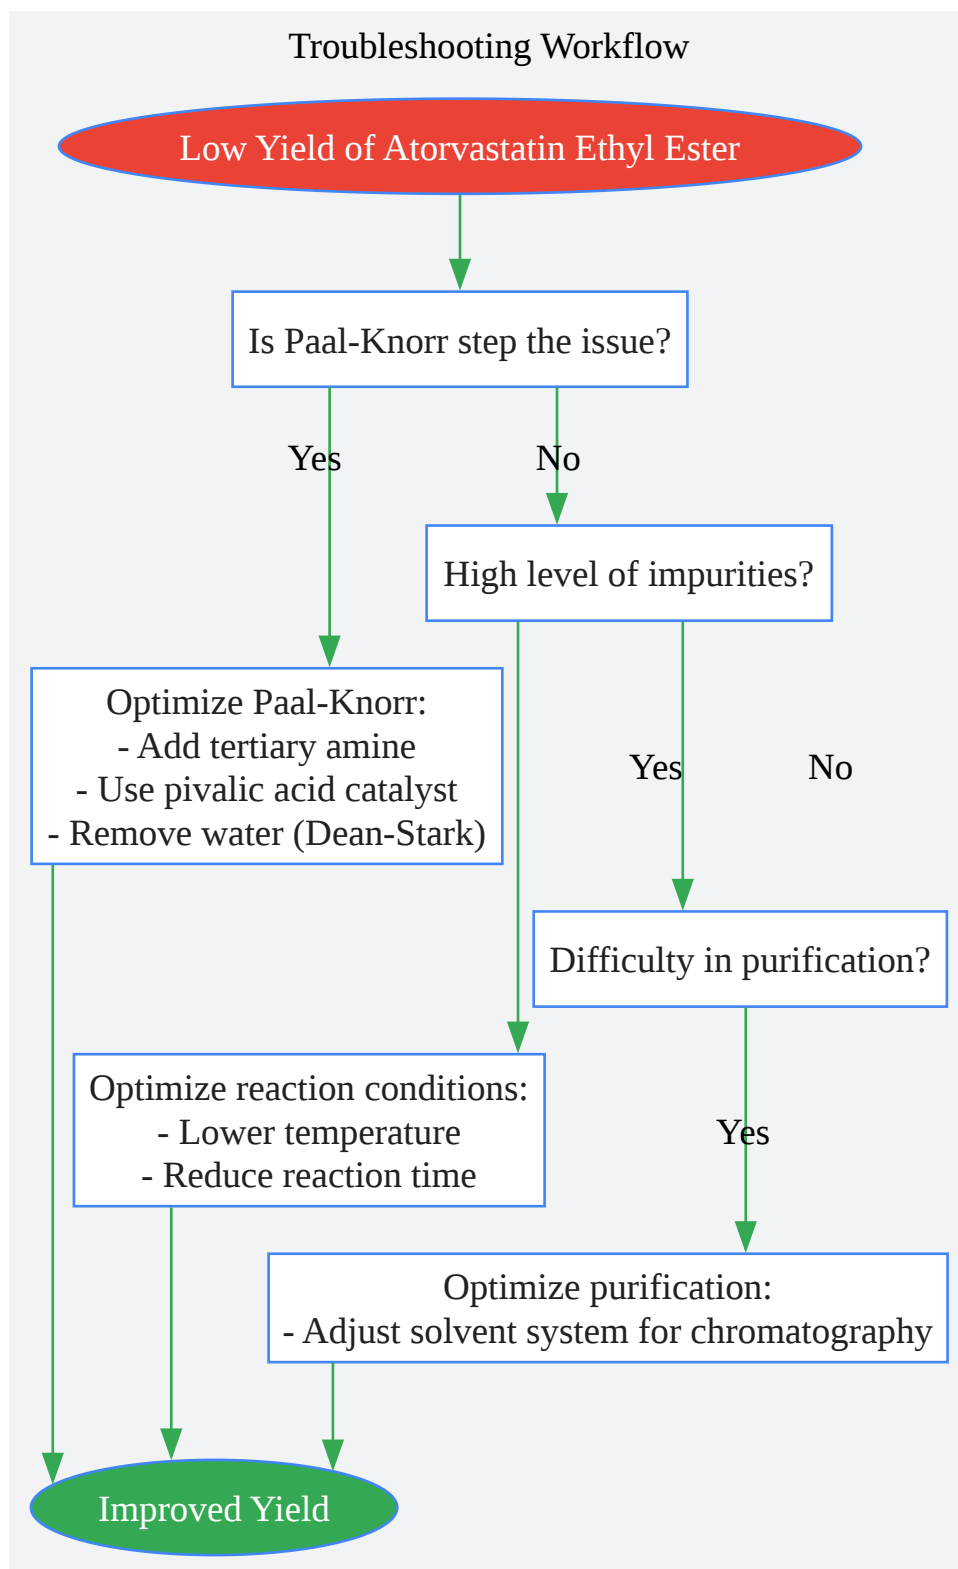 Troubleshooting Workflow
Low Yield of Atorvastatin Ethyl Ester
Is Paal-Knorr step the issue?
Yes
No
High level of impurities?
Optimize Paal-Knorr:
- Add tertiary amine
- Use pivalic acid catalyst
- Remove water (Dean-Stark)
Yes
No
Difficulty in purification?
Optimize reaction conditions:
- Lower temperature
- Reduce reaction time
Yes
Optimize purification:
- Adjust solvent system for chromatography
Improved Yield